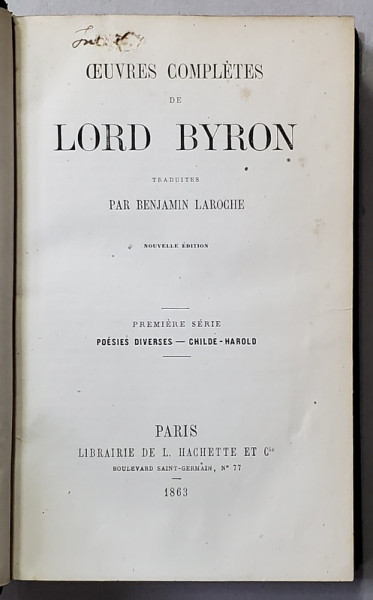 ŒUVRES COMPLÈTES
DE
LORD BYRON
TRADUITES
PAR BENJAMIN LAROCHE
NOUVELLE ÉDITION
PREMIÈRE SÉRIE
POÉSIES DIVERSES — CHILDE-HAROLD
PARIS
LIBRAIRIE DE L. HACHETTE ET Cie
BOULEVARD SAINT-GERMAIN, N° 77
1863